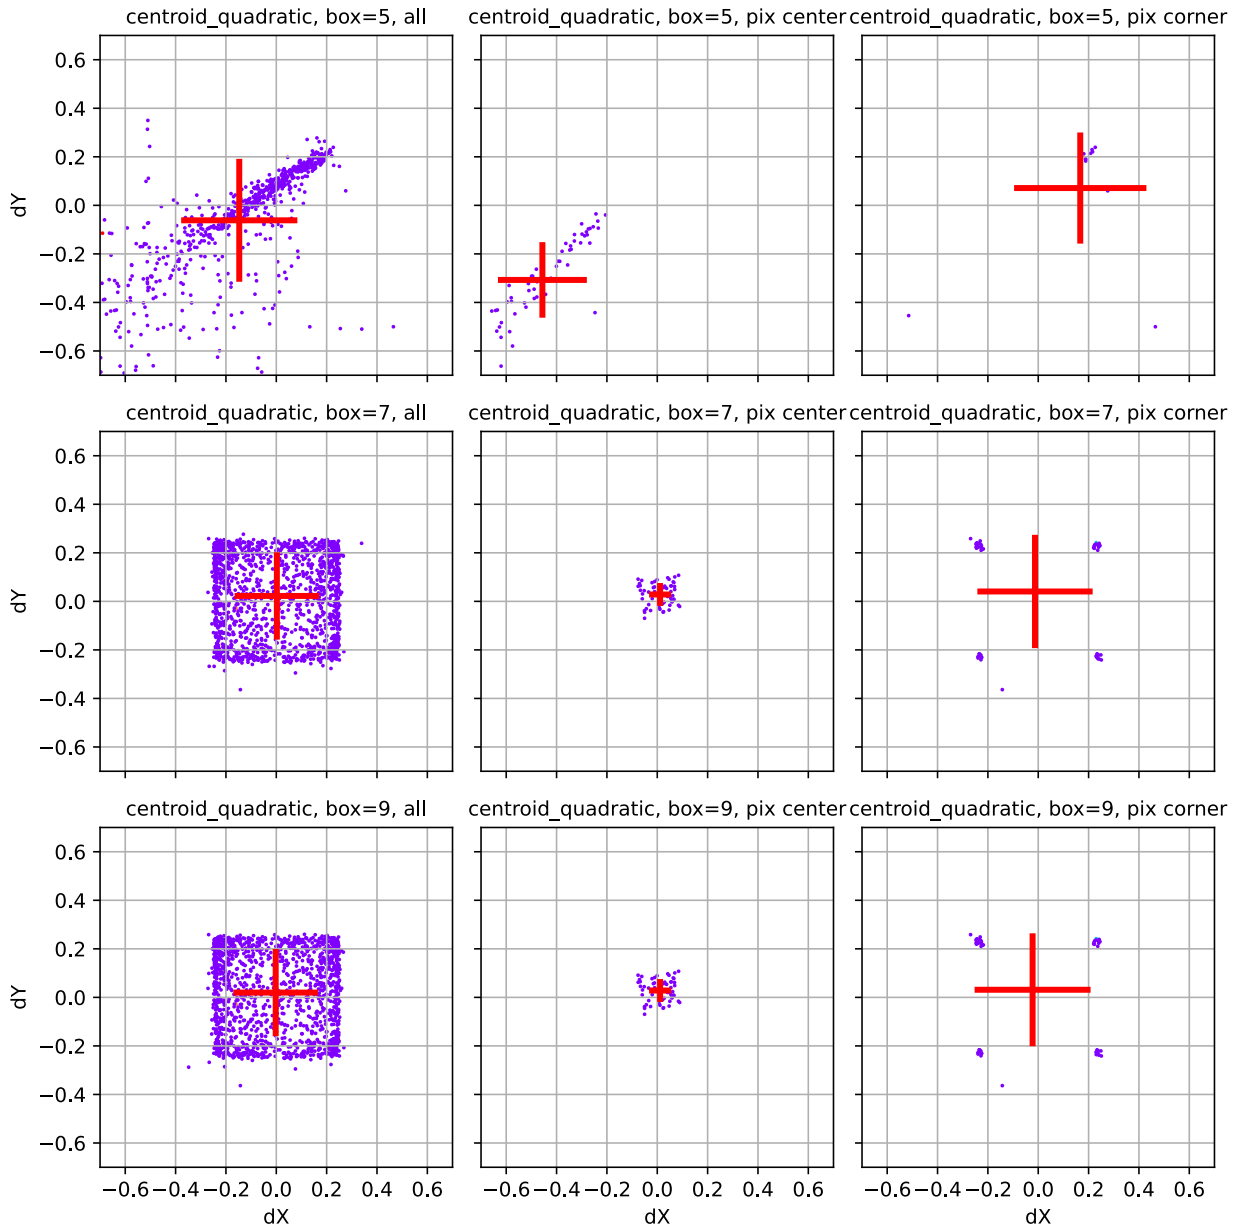 centroid_quadratic, box=5, all
centroid_quadratic, box=5, pix center
centroid_quadratic, box=5, pix corner
0.6
0.4
0.2
0.0
−0.2
−0.4
−0.6
dY
centroid_quadratic, box=7, all
centroid_quadratic, box=7, pix center
centroid_quadratic, box=7, pix corner
0.6
0.4
0.2
0.0
−0.2
−0.4
−0.6
dY
centroid_quadratic, box=9, all
centroid_quadratic, box=9, pix center
centroid_quadratic, box=9, pix corner
0.6
0.4
0.2
0.0
−0.2
−0.4
−0.6
dY
−0.6 −0.4 −0.2 0.0 0.2 0.4 0.6
−0.6 −0.4 −0.2 0.0 0.2 0.4 0.6
−0.6 −0.4 −0.2 0.0 0.2 0.4 0.6
dX
dX
dX